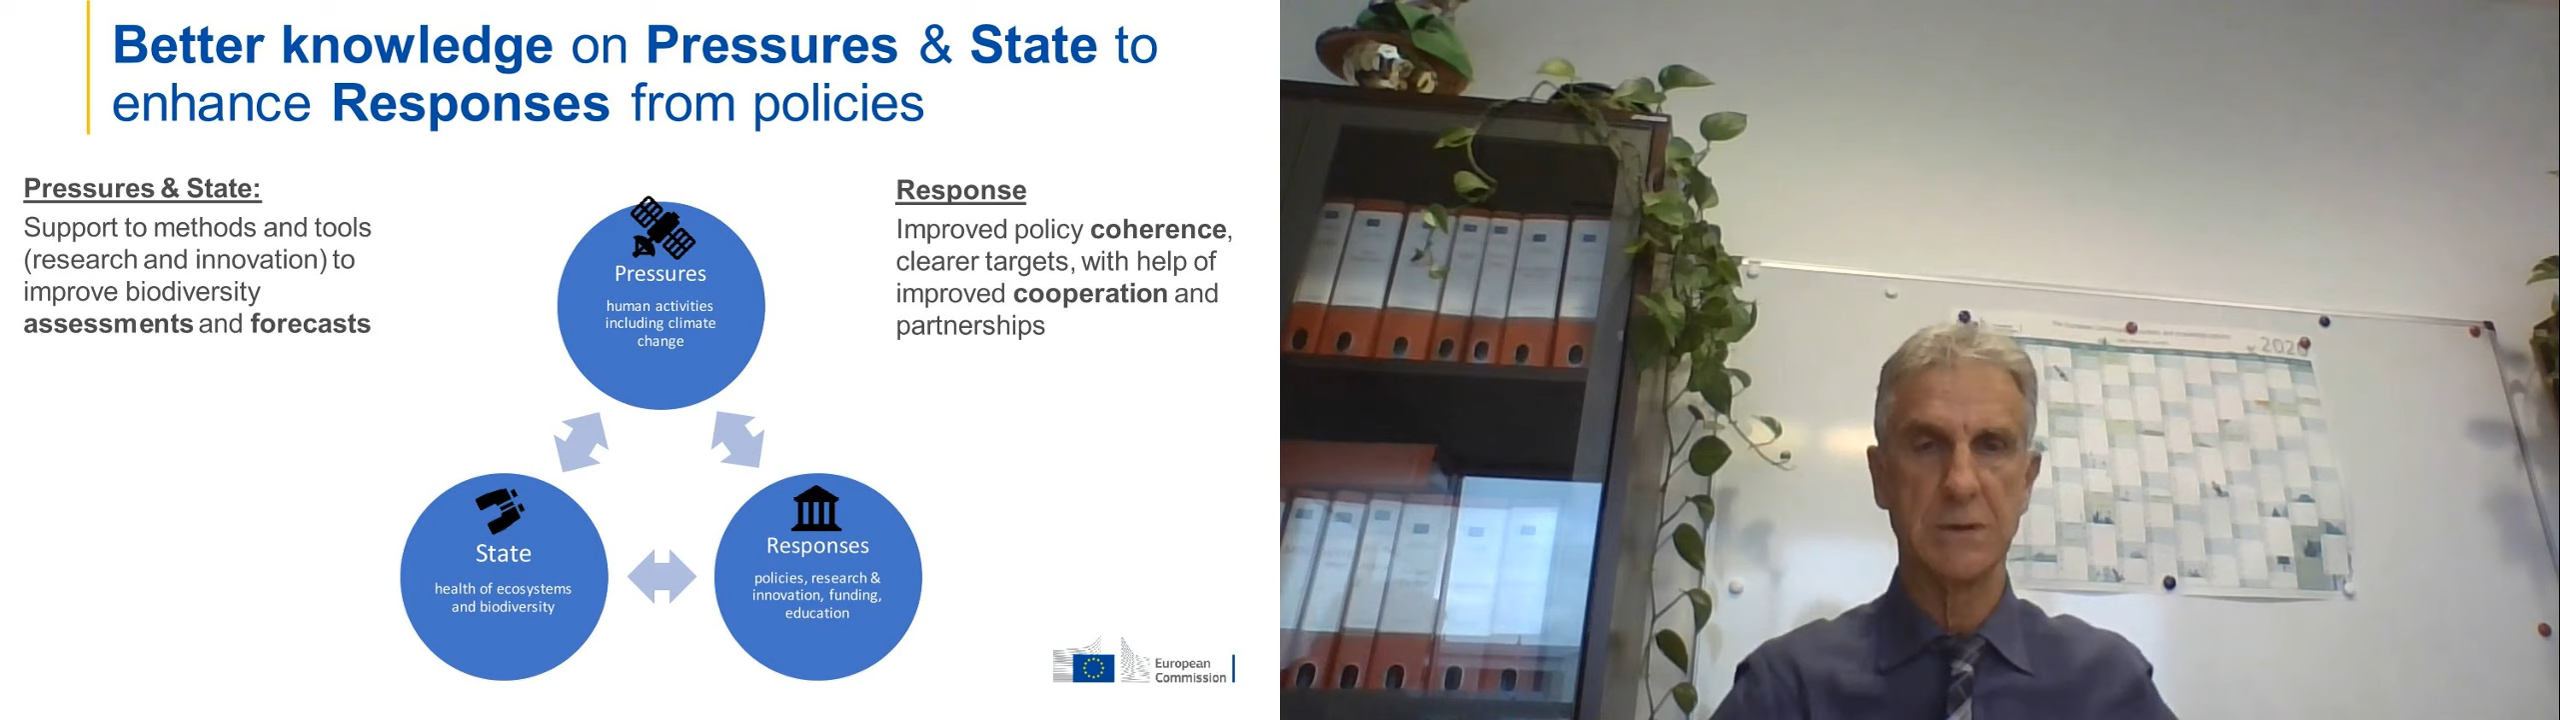 Better knowledge on Pressures & State to
enhance Responses from policies
Pressures & State:
Support to methods and tools
(research and innovation) to
improve biodiversity
assessments and forecasts
Pressures
human activities
including climate
change
State
health of ecosystems
and biodiversity
Responses
policies, research &
innovation, funding,
education
Response
Improved policy coherence,
clearer targets, with help of
improved cooperation and
partnerships
European
Commission
2020